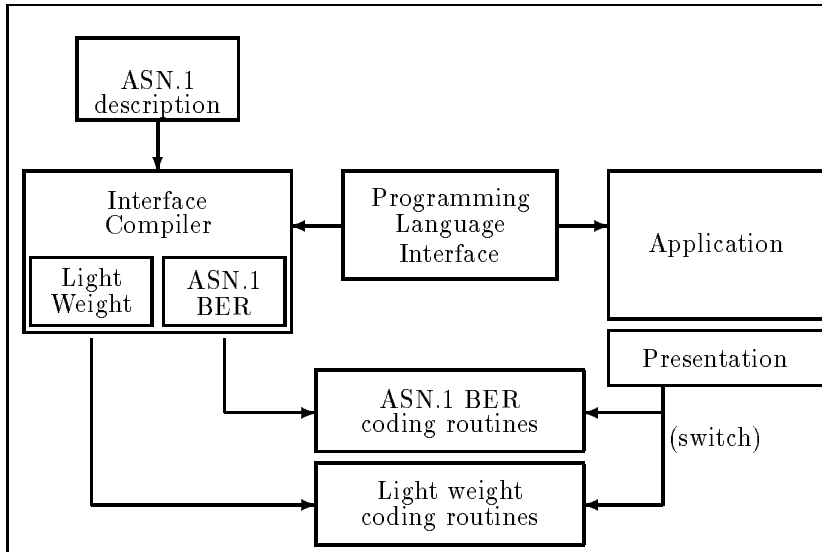 ASN.1
description
Interface
Compiler
Light
Weight
ASN.1
BER
Programming
Language
Interface
Application
Presentation
ASN.1 BER
coding routines
(switch)
Light weight
coding routines